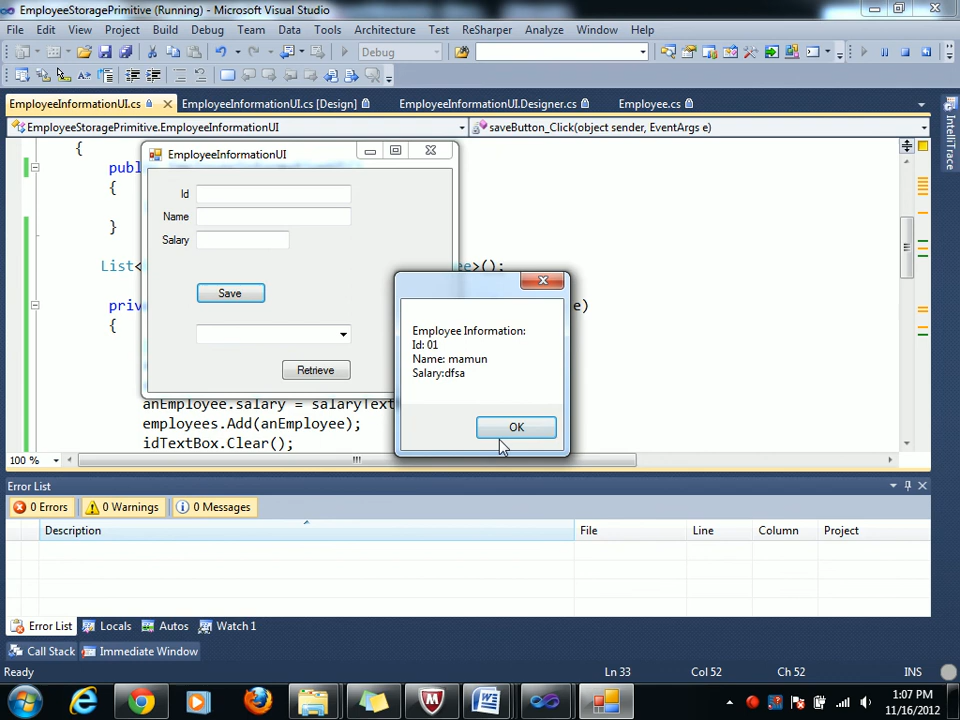 EmployeeStoragePrimitive (Running) - Microsoft Visual Studio
File Edit View Project Build Debug Team Data Tools Architecture Test ReSharper Analyze Window Help
Debug
EmployeeInformationUI.cs EmployeeInformationUI.cs [Design] EmployeeInformationUI.Designer.cs Employee.cs
EmployeeStoragePrimitive.EmployeeInformationUI saveButton_Click(object sender, EventArgs e)
IntelliTrace
{
publ
{
}
List< ee>();
priv e)
{
EmployeeInformationUI
Id
Name
Salary
Save
Retrieve
Employee Information:
Id: 01
Name: mamun
Salary:dfsa
OK
anEmployee.salary = salaryText
employees.Add(anEmployee);
idTextBox.Clear();
100 %
Error List
0 Errors 0 Warnings 0 Messages
Description File Line Column Project
Error List Locals Autos Watch 1
Call Stack Immediate Window
Ready Ln 33 Col 52 Ch 52 INS
1:07 PM
11/16/2012